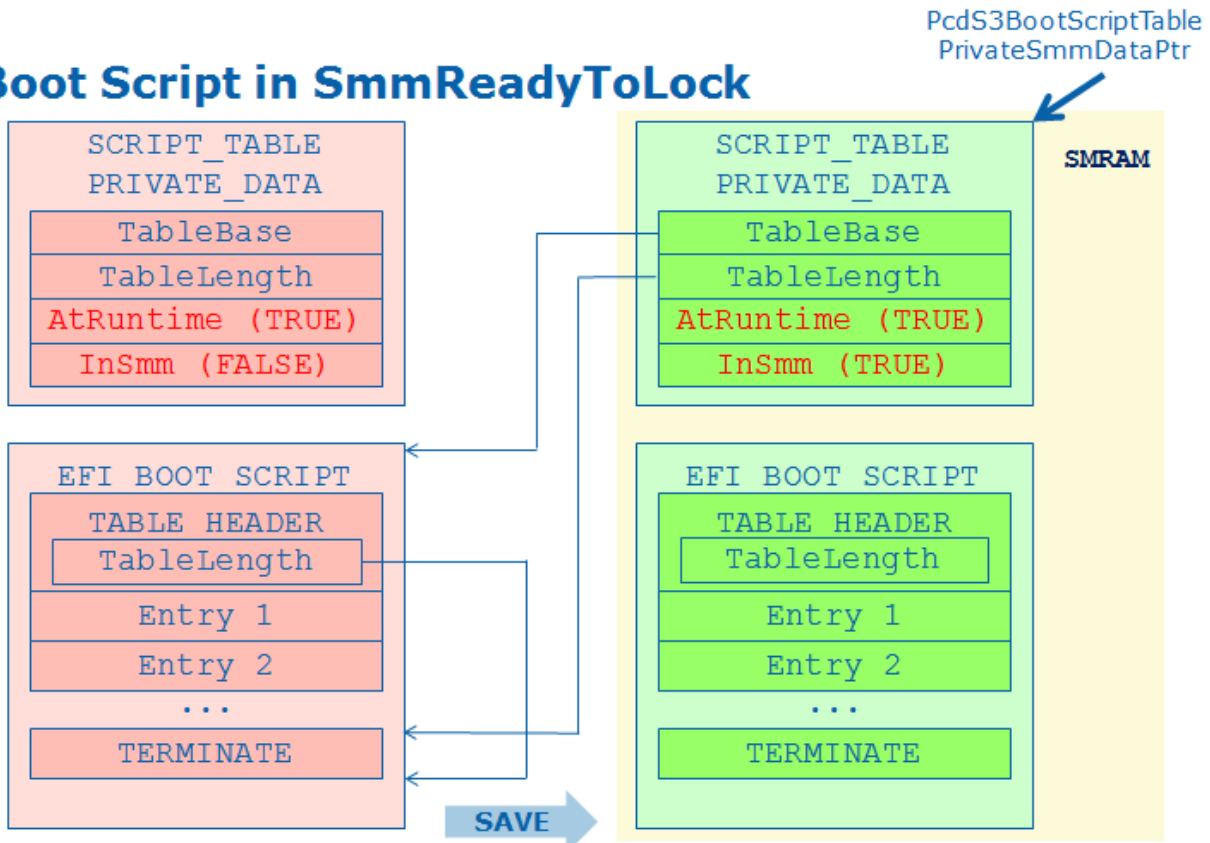 PcdS3BootScriptTable
PrivateSmmDataPtr
Boot Script in SmmReadyToLock
SCRIPT_TABLE
PRIVATE_DATA
TableBase
TableLength
AtRuntime (TRUE)
InSmm (FALSE)
EFI BOOT SCRIPT
TABLE HEADER
TableLength
Entry 1
Entry 2
...
TERMINATE
SAVE
SCRIPT_TABLE
PRIVATE_DATA
SMRAM
TableBase
TableLength
AtRuntime (TRUE)
InSmm (TRUE)
EFI BOOT SCRIPT
TABLE HEADER
TableLength
Entry 1
Entry 2
...
TERMINATE